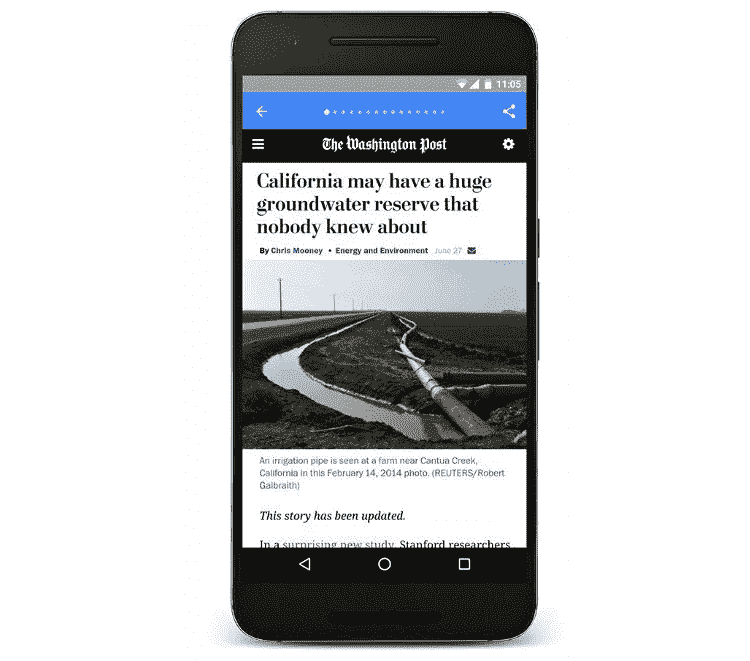 11:05
The Washington Post
California may have a huge
groundwater reserve that
nobody knew about
By Chris Mooney • Energy and Environment June 27
An irrigation pipe is seen at a farm near Cantua Creek,
California in this February 14, 2014 photo. (REUTERS/Robert
Galbraith)
This story has been updated.
In a surprising new study, Stanford researchers